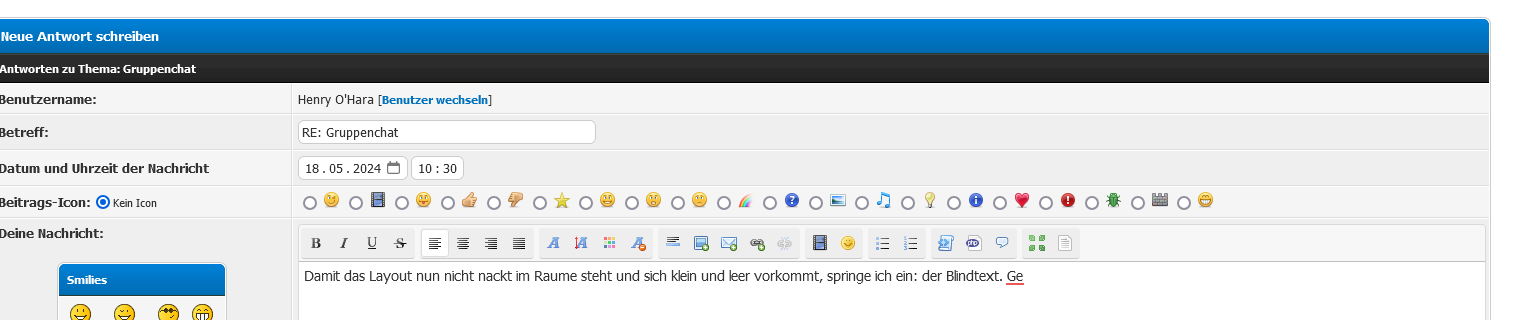 Neue Antwort schreiben
Antworten zu Thema: Gruppenchat
Benutzername:
Henry O'Hara [Benutzer wechseln]
Betreff:
RE: Gruppenchat
Datum und Uhrzeit der Nachricht
18.05.2024 10:30
Beitrags-Icon: Kein Icon
Deine Nachricht:
B I U S
Smilies
Damit das Layout nun nicht nackt im Raume steht und sich klein und leer vorkommt, springe ich ein: der Blindtext. Ge